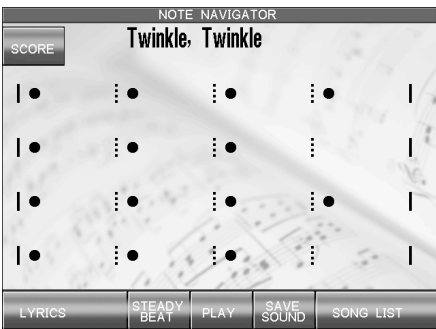 NOTE NAVIGATOR
Twinkle, Twinkle
SCORE
LYRICS
STEADY
BEAT
PLAY
SAVE
SOUND
SONG LIST